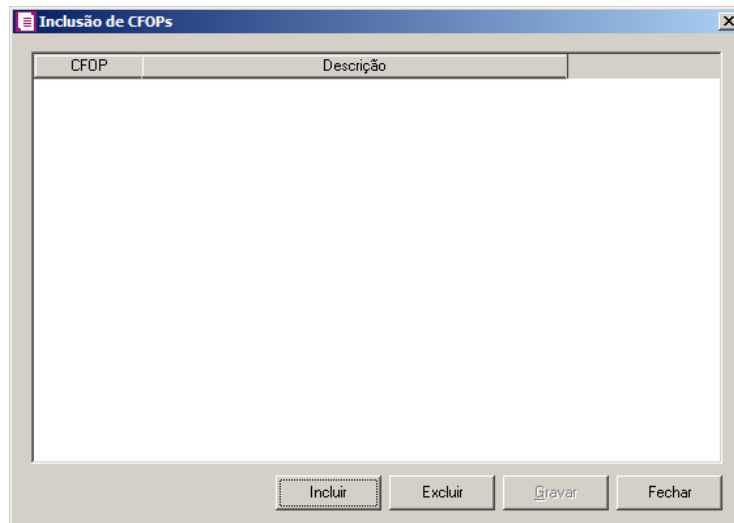 Inclusão de CFOPs
CFOP Descrição
Incluir Excluir Gravar Fechar